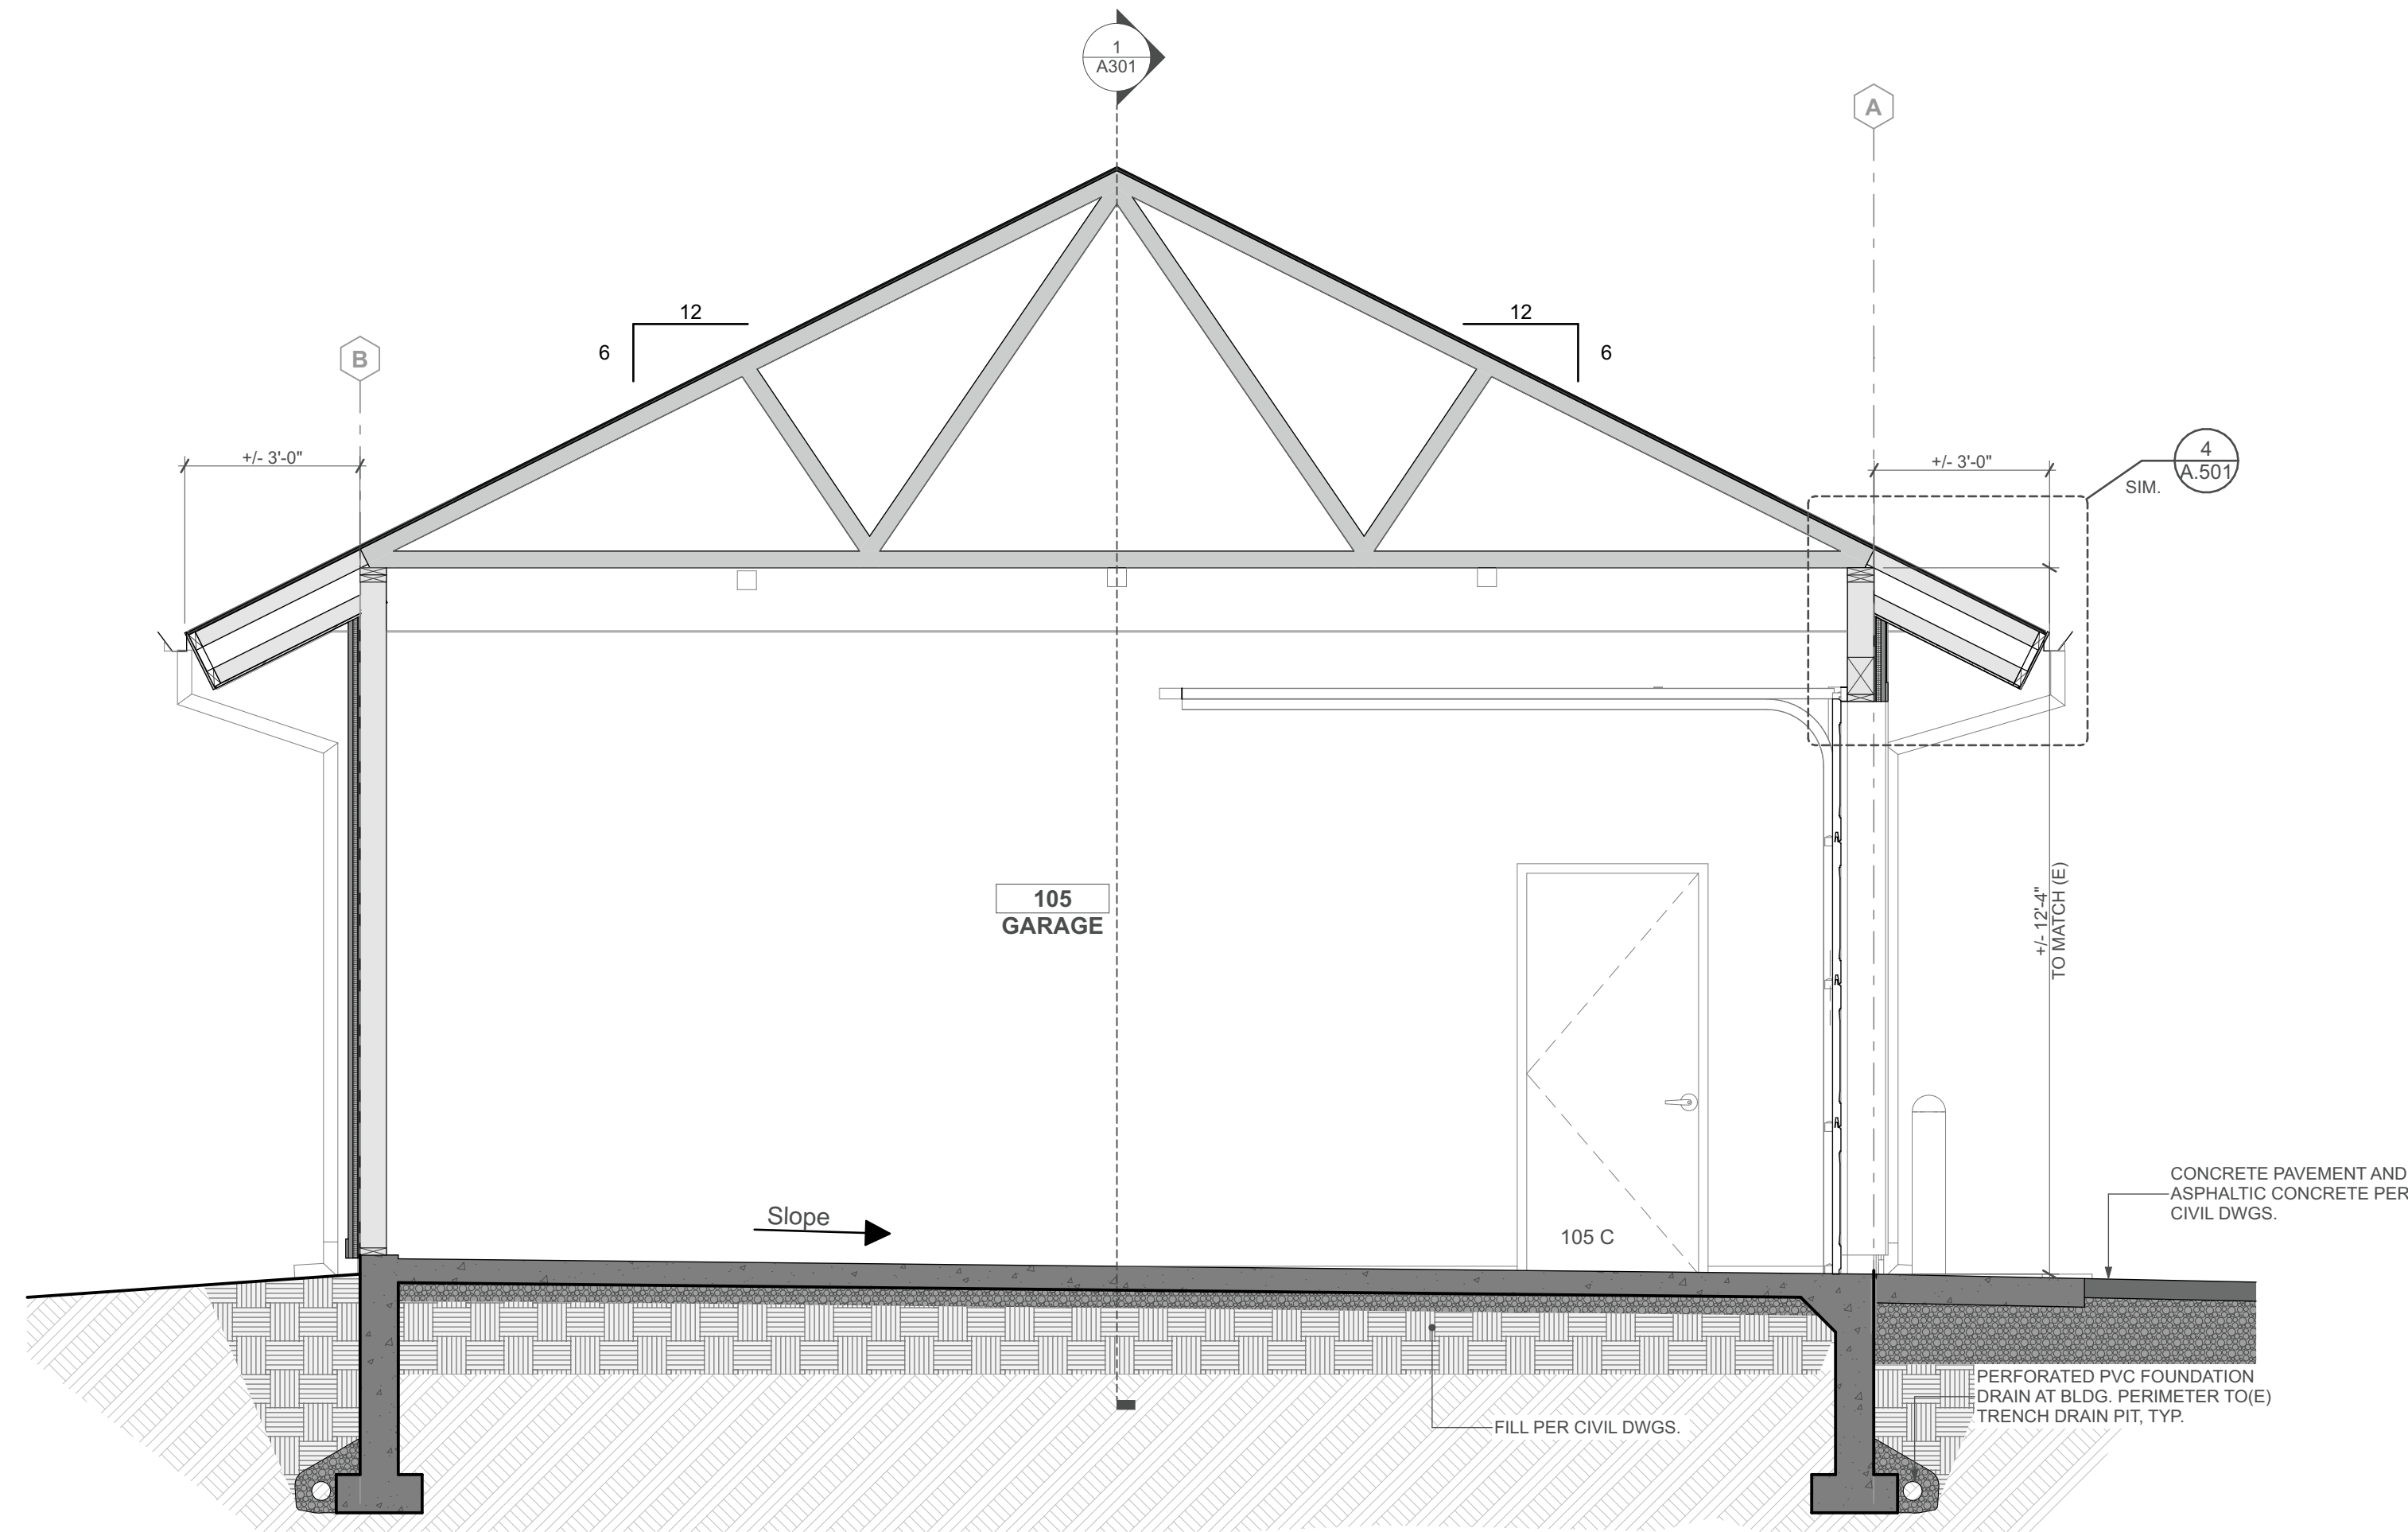 1
A301
A
B
12
6
12
6
+/- 3'-0"
+/- 3'-0"
4
A.501
SIM.
105
GARAGE
+/- 12'-4"
TO MATCH (E)
CONCRETE PAVEMENT AND
ASPHALTIC CONCRETE PER
CIVIL DWGS.
Slope
105 C
PERFORATED PVC FOUNDATION
DRAIN AT BLDG. PERIMETER TO(E)
TRENCH DRAIN PIT, TYP.
FILL PER CIVIL DWGS.